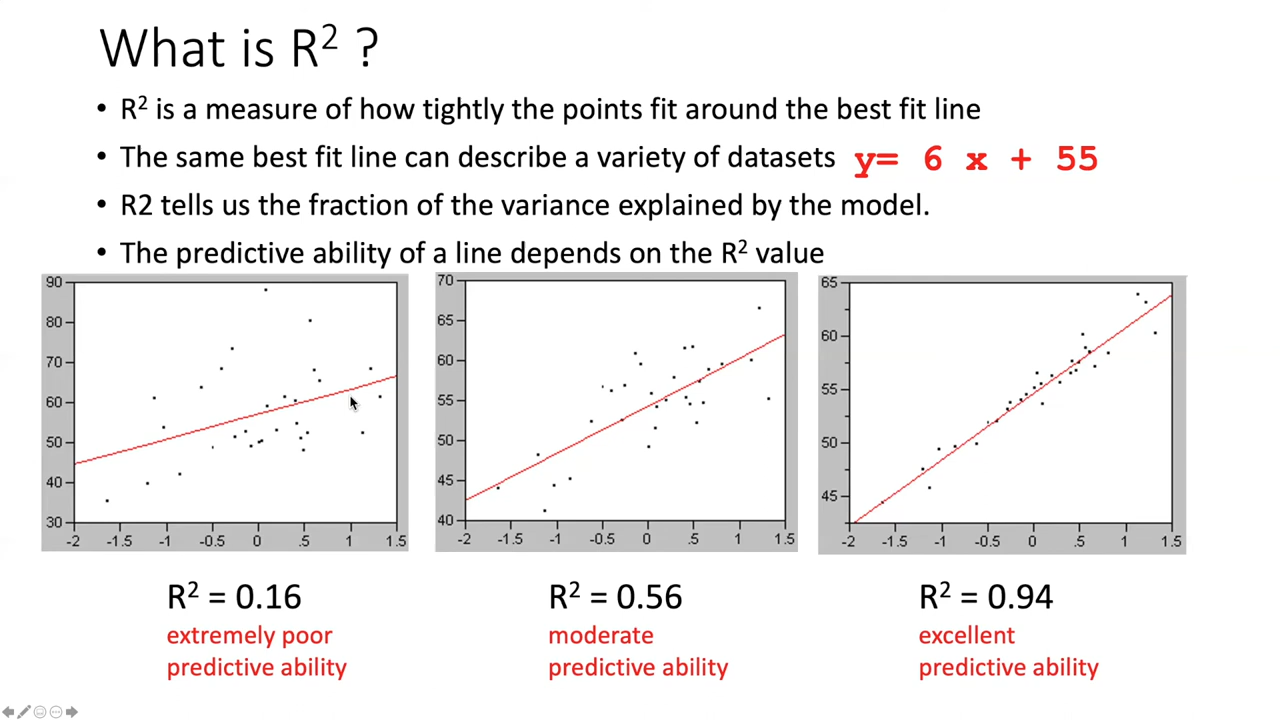 What is R² ?
• R² is a measure of how tightly the points fit around the best fit line
• The same best fit line can describe a variety of datasets y= 6 x + 55
• R2 tells us the fraction of the variance explained by the model.
• The predictive ability of a line depends on the R² value
90
80
70
60
50
40
30
-2 -1.5 -1 -0.5 0 .5 1 1.5
70
65
60
55
50
45
40
-2 -1.5 -1 -0.5 0 .5 1 1.5
65
60
55
50
45
-2 -1.5 -1 -0.5 0 .5 1 1.5
R² = 0.16
extremely poor
predictive ability
R² = 0.56
moderate
predictive ability
R² = 0.94
excellent
predictive ability